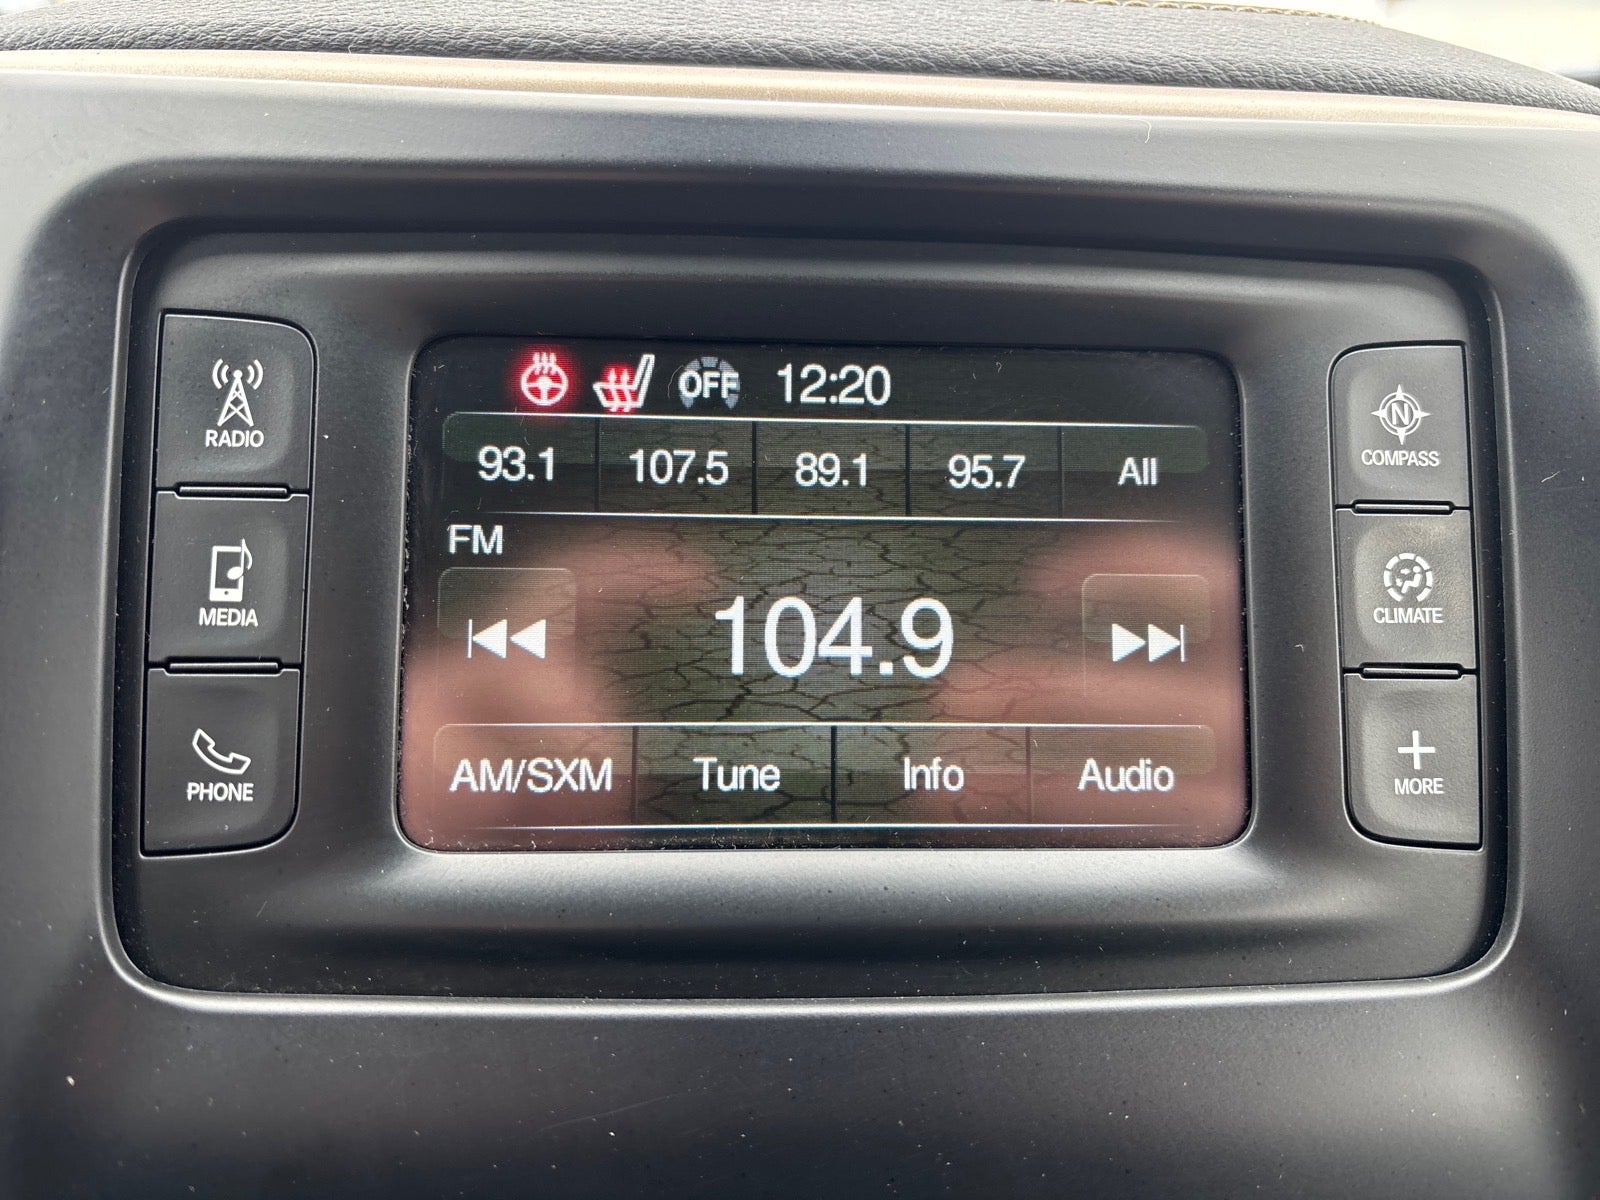 OFF 12:20
93.1 107.5 89.1 95.7 All
FM
104.9
AM/SXM Tune Info Audio
RADIO
MEDIA
PHONE
N
COMPASS
CLIMATE
MORE